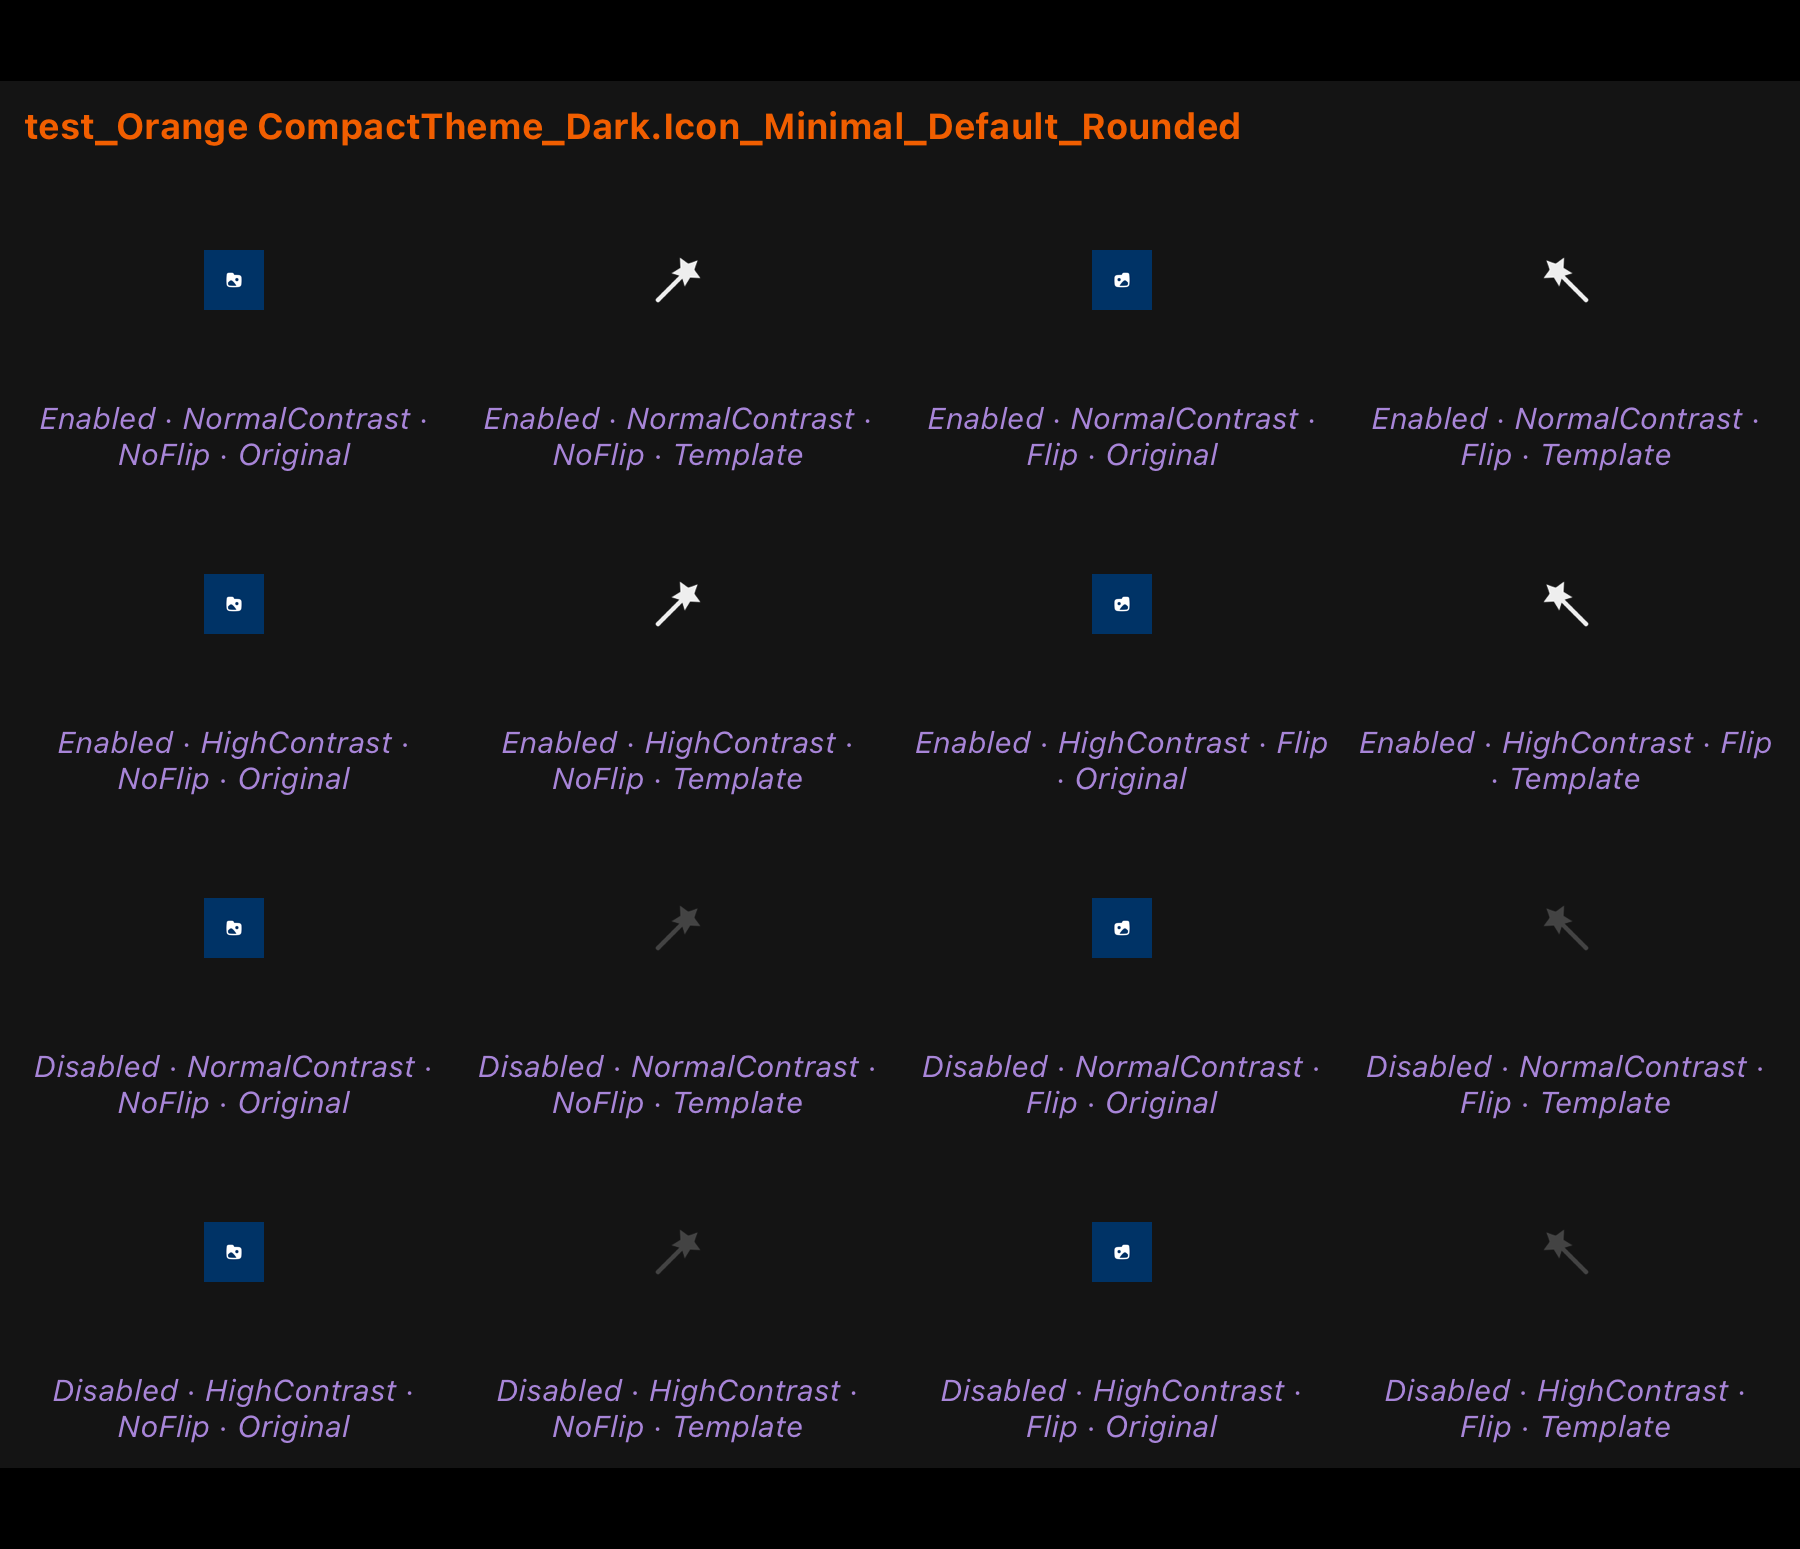 test_Orange CompactTheme_Dark.Icon_Minimal_Default_Rounded
Enabled · NormalContrast ·
NoFlip · Original
Enabled · NormalContrast ·
NoFlip · Template
Enabled · NormalContrast ·
Flip · Original
Enabled · NormalContrast ·
Flip · Template
Enabled · HighContrast ·
NoFlip · Original
Enabled · HighContrast ·
NoFlip · Template
Enabled · HighContrast · Flip
· Original
Enabled · HighContrast · Flip
· Template
Disabled · NormalContrast ·
NoFlip · Original
Disabled · NormalContrast ·
NoFlip · Template
Disabled · NormalContrast ·
Flip · Original
Disabled · NormalContrast ·
Flip · Template
Disabled · HighContrast ·
NoFlip · Original
Disabled · HighContrast ·
NoFlip · Template
Disabled · HighContrast ·
Flip · Original
Disabled · HighContrast ·
Flip · Template